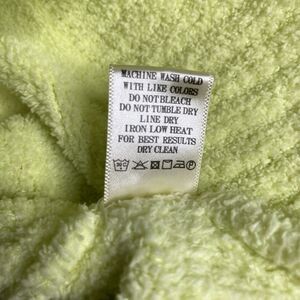 MACHINE WASH COLD
WITH LIKE COLORS
DO NOT BLEACH
DO NOT TUMBLE DRY
LINE DRY
IRON LOW HEAT
FOR BEST RESULTS
DRY CLEAN